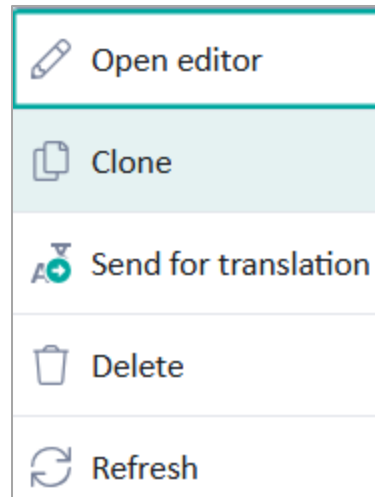 Open editor
Clone
Send for translation
Delete
Refresh